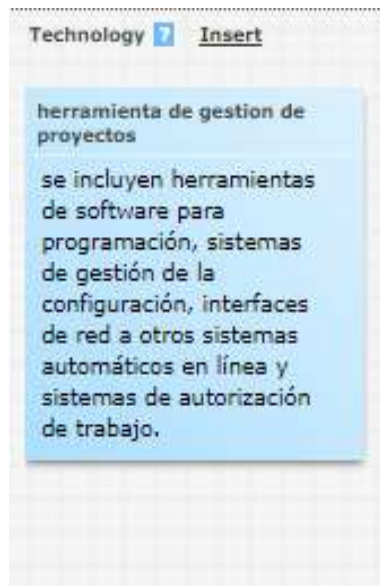 Technology ? Insert
herramienta de gestion de
proyectos
se incluyen herramientas
de software para
programación, sistemas
de gestión de la
configuración, interfaces
de red a otros sistemas
automáticos en línea y
sistemas de autorización
de trabajo.